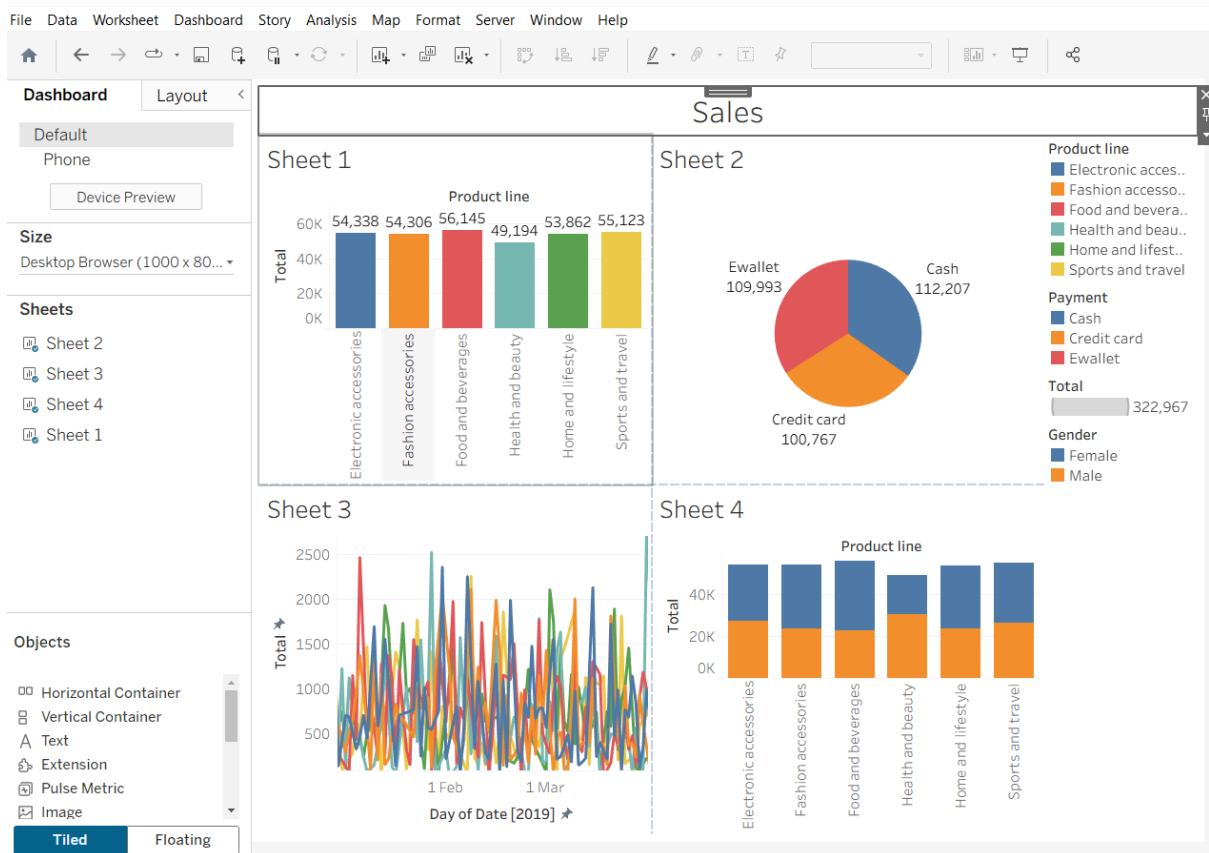 File Data Worksheet Dashboard Story Analysis Map Format Server Window Help
Dashboard Layout
Default
Phone
Device Preview
Size
Desktop Browser (1000 x 80...
Sheets
Sheet 2
Sheet 3
Sheet 4
Sheet 1
Objects
Horizontal Container
Vertical Container
Text
Extension
Pulse Metric
Image
Tiled Floating
Sales
Sheet 1
Product line
54,338 54,306 56,145 49,194 53,862 55,123
Total
60K
40K
20K
0K
Electronic accessories
Fashion accessories
Food and beverages
Health and beauty
Home and lifestyle
Sports and travel
Sheet 2
Ewallet
109,993
Cash
112,207
Credit card
100,767
Product line
Electronic acces..
Fashion accesso..
Food and bevera..
Health and beau..
Home and lifest..
Sports and travel
Payment
Cash
Credit card
Ewallet
Total
322,967
Gender
Female
Male
Sheet 3
Total
2500
2000
1500
1000
500
1 Feb 1 Mar
Day of Date [2019]
Sheet 4
Product line
Total
40K
20K
0K
Electronic accessories
Fashion accessories
Food and beverages
Health and beauty
Home and lifestyle
Sports and travel